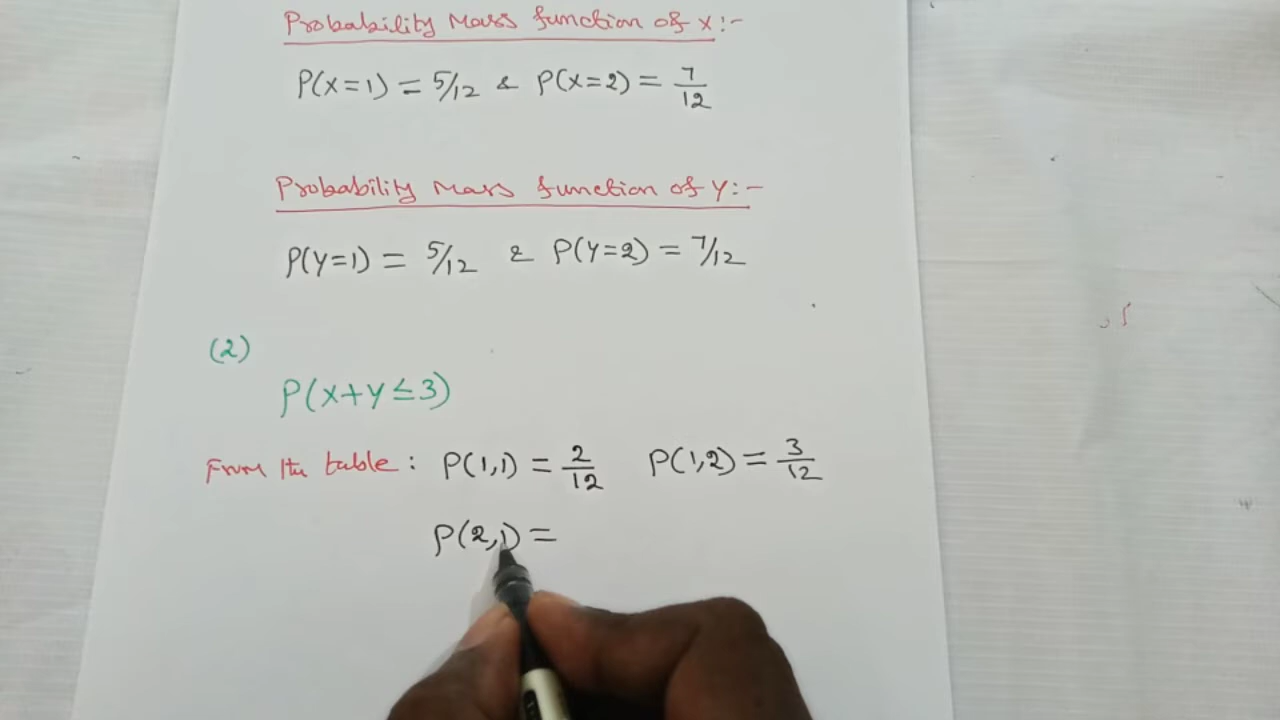 Probability Mass function of X:-
P(X=1) = 5/12 & P(X=2) = 7/12
Probability Mass function of Y:-
P(Y=1) = 5/12 & P(Y=2) = 7/12
(2)
P(X+Y≤3)
From the table: P(1,1) = 2/12 P(1,2) = 3/12
P(2,1) =